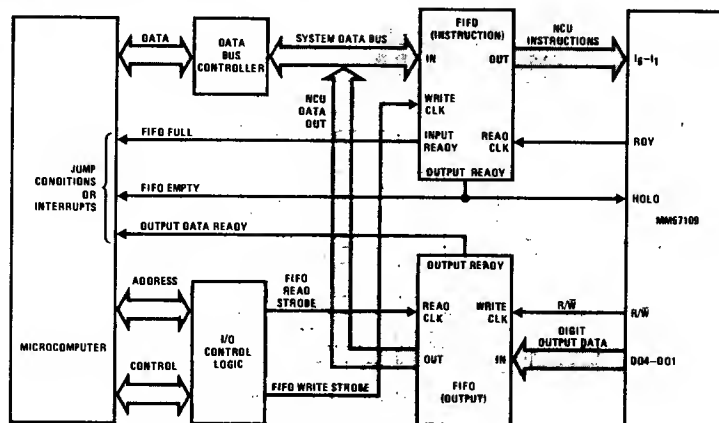 DATA
DATA
BUS
CONTROLLER
SYSTEM DATA BUS
FIFO
(INSTRUCTION)
IN
OUT
NCU
INSTRUCTIONS
I6-I1
NCU
DATA
OUT
WRITE
CLK
FIFO FULL
INPUT
READY
READ
CLK
RDY
JUMP
CONDITIONS
OR
INTERRUPTS
OUTPUT READY
FIFO EMPTY
HOLD
MM57109
OUTPUT DATA READY
OUTPUT READY
ADDRESS
FIFO
READ
STROBE
READ
CLK
WRITE
CLK
R/W̅
R/W̅
DIGIT
OUTPUT DATA
MICROCOMPUTER
I/O
CONTROL
LOGIC
OUT
IN
DO4-DO1
CONTROL
FIFO WRITE STROBE
FIFO
(OUTPUT)